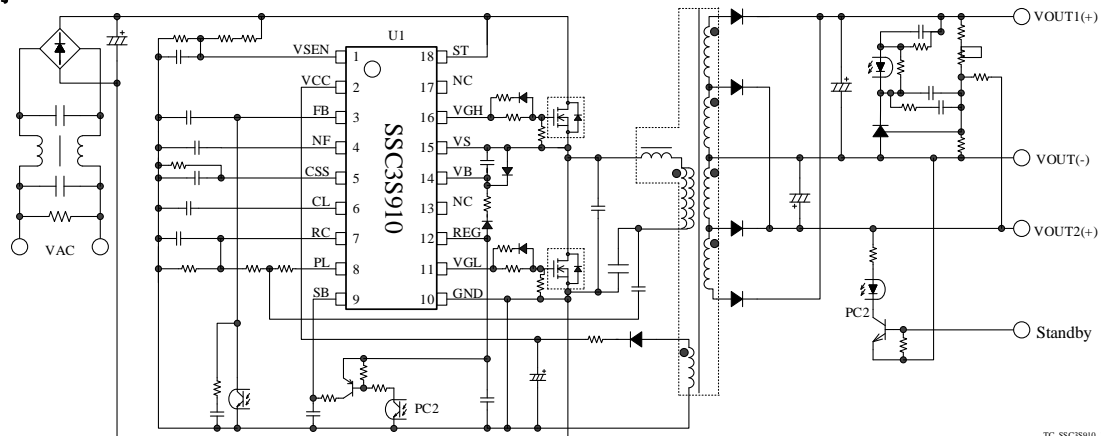 U1
VOUT1(+)
VSEN 1 18 ST
VCC 2 17 NC
FB 3 16 VGH
NF 4 15 VS
VOUT(-)
CSS 5 14 VB
CL 6 13 NC
RC 7 12 REG
VOUT2(+)
VAC
PL 8 11 VGL
SB 9 10 GND
SSC3S910
PC2
Standby
PC2
TC_SSC3S910